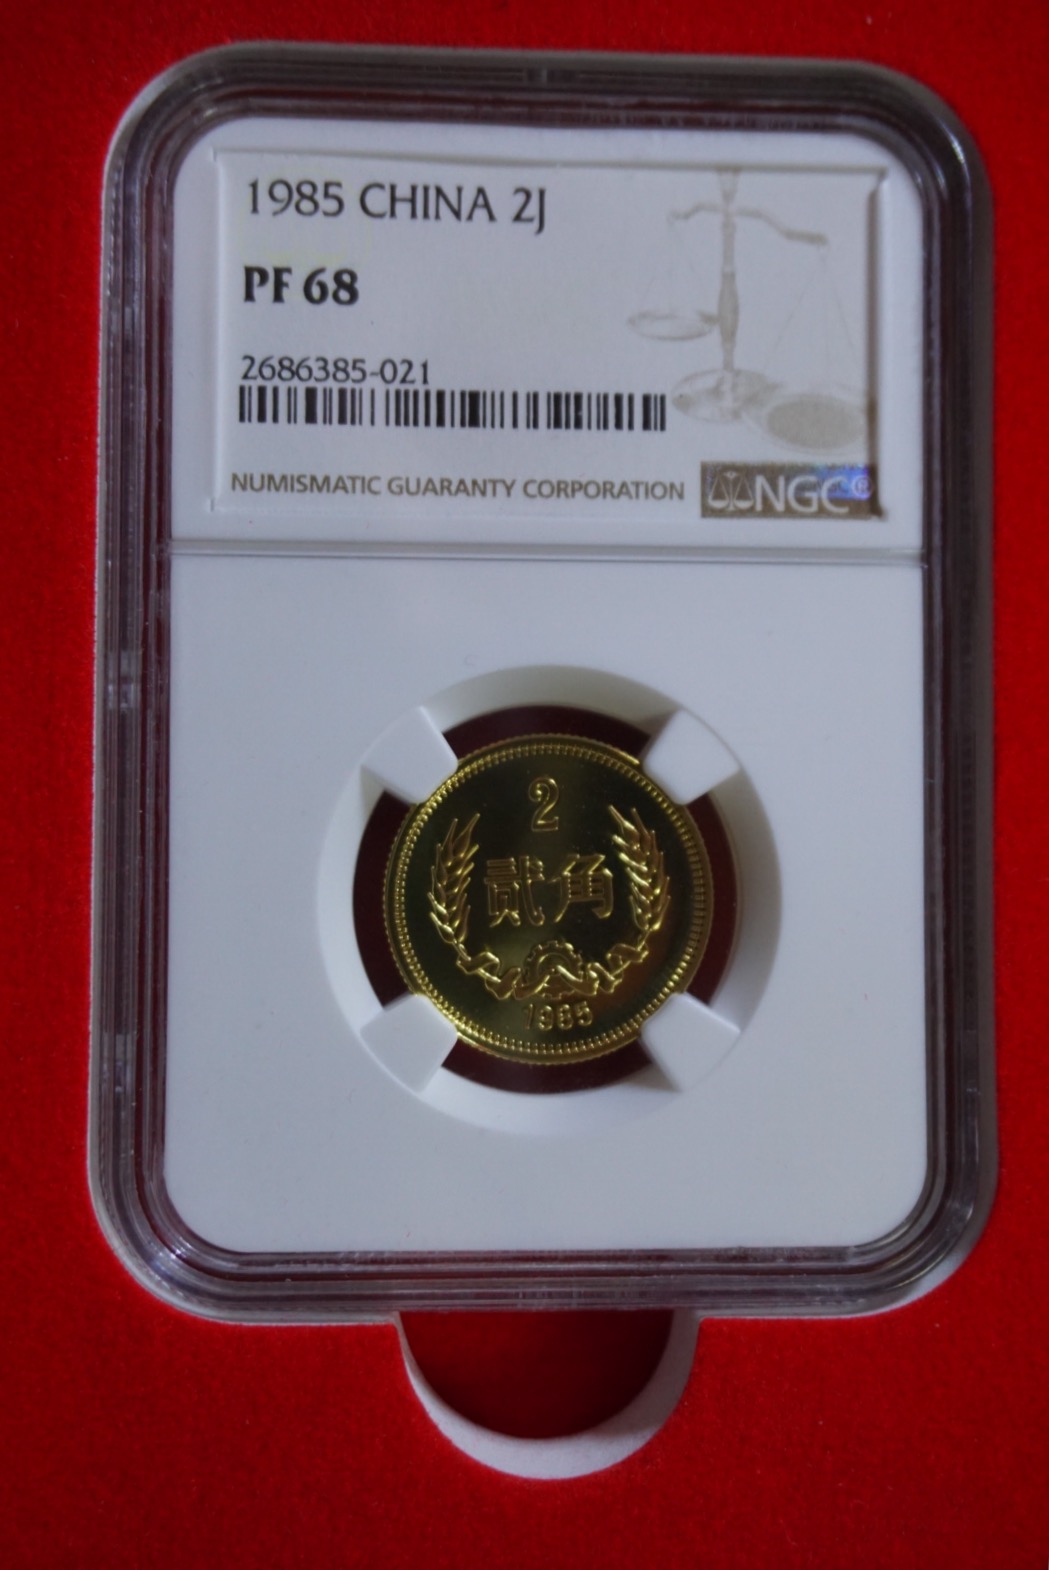 1985 CHINA 2J
PF 68
2686385-021
NUMISMATIC GUARANTY CORPORATION NGC®
2
贰角
1985